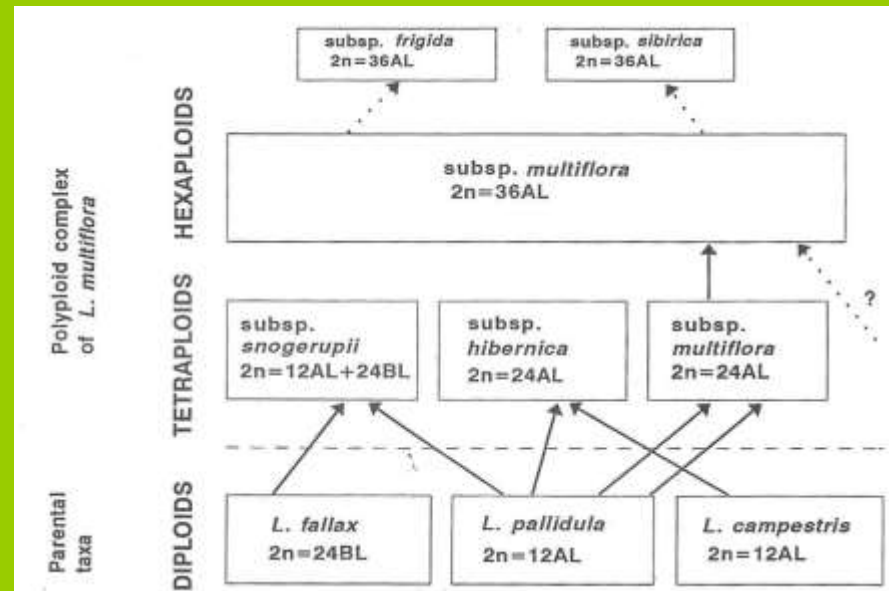 subsp. frigida
2n=36AL
subsp. sibirica
2n=36AL
HEXAPLOIDS
subsp. multiflora
2n=36AL
Polyploid complex
of L. multiflora
?
TETRAPLOIDS
subsp.
snogerupii
2n=12AL+24BL
subsp.
hibernica
2n=24AL
subsp.
multiflora
2n=24AL
Parental
taxa
DIPLOIDS
L. fallax
2n=24BL
L. pallidula
2n=12AL
L. campestris
2n=12AL